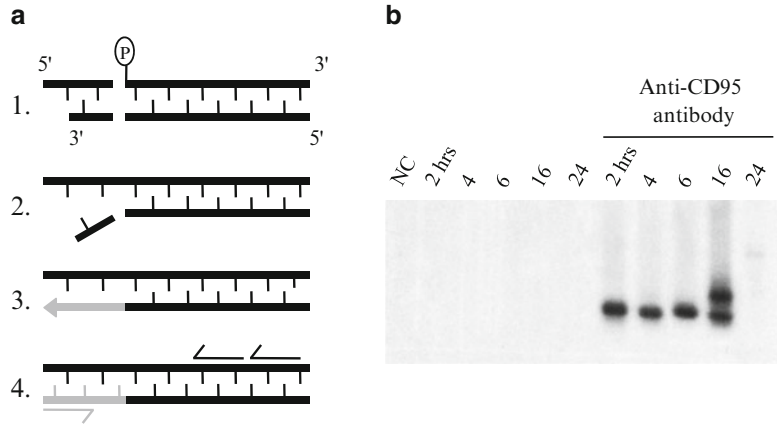 a
P
5' 3'
1.
3' 5'
2.
3.
4.
b
Anti-CD95
antibody
NC 2 hrs 4 6 16 24 2 hrs 4 6 16 24